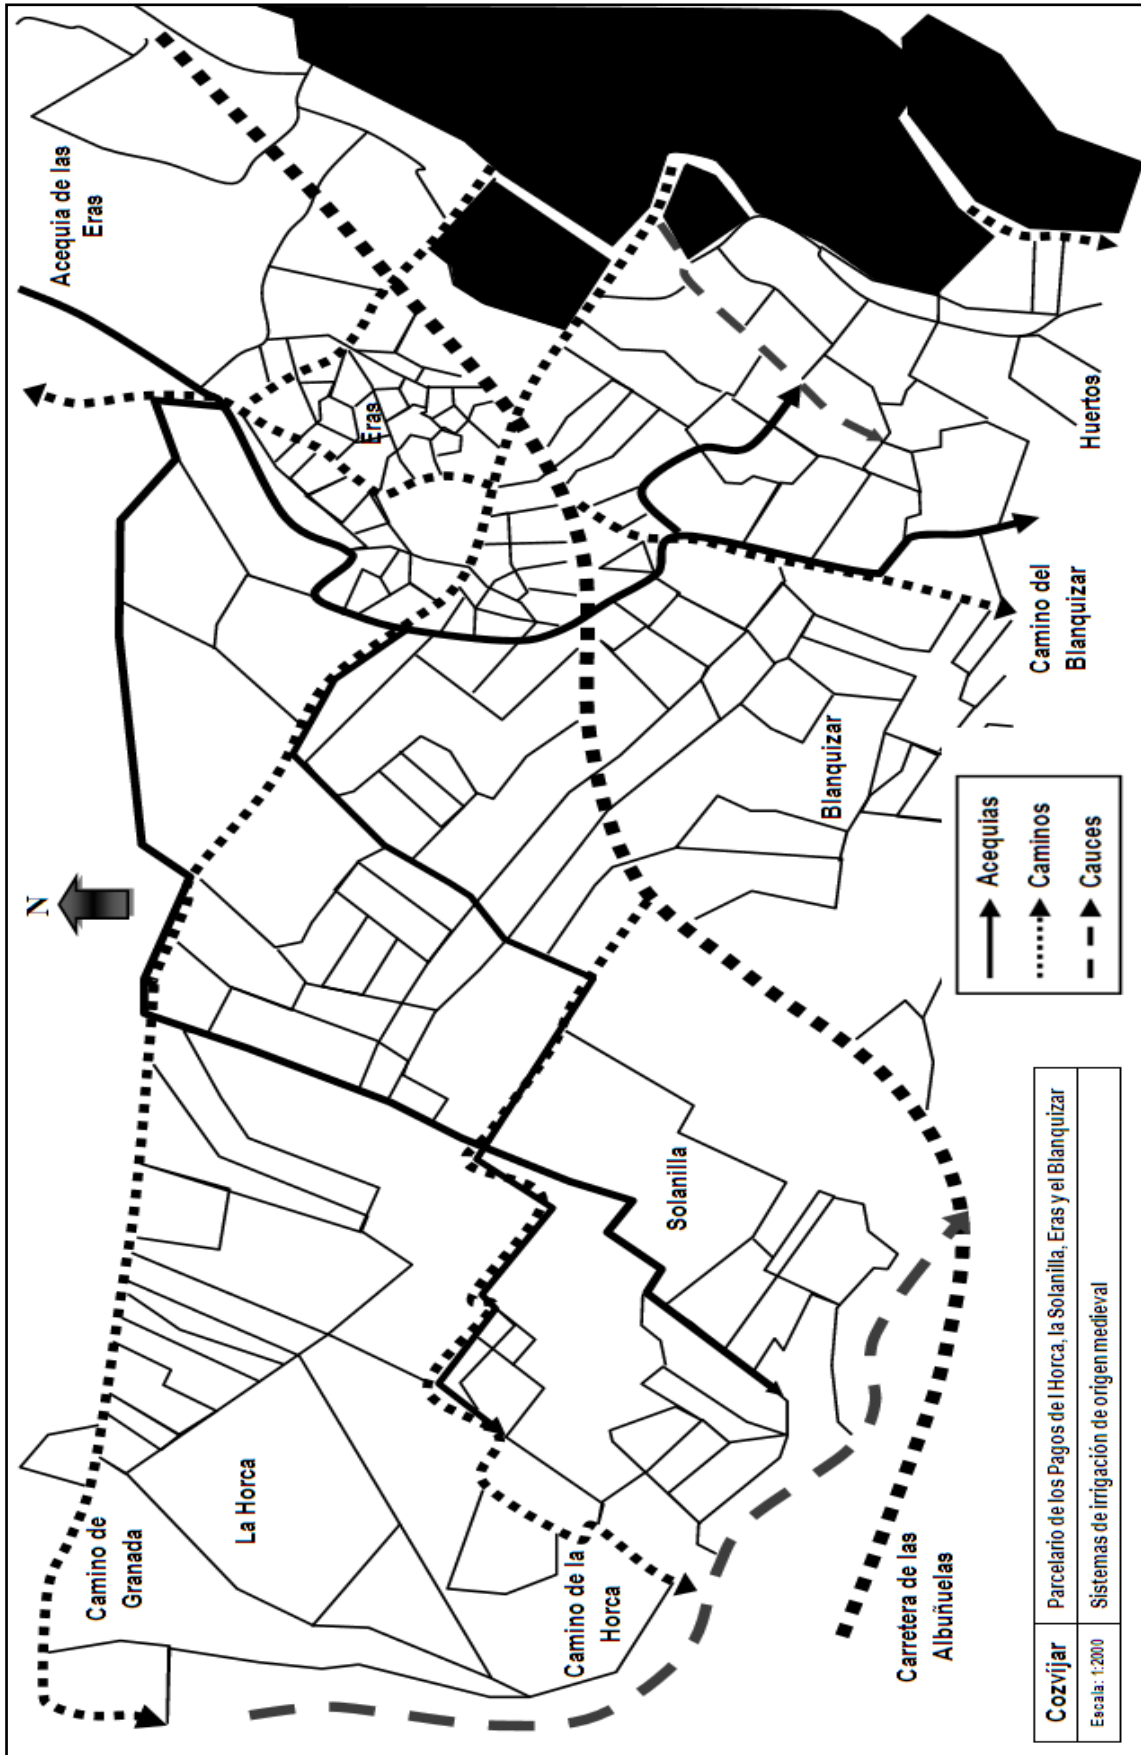 Acequia de las
Eras
N
Eras
Camino de
Granada
La Horca
Camino de la
Horca
Solanilla
Blanquizar
Huertos
Camino del
Blanquizar
Carretera de las
Albuñuelas
Acequias
Caminos
Cauces
Cozvíjar
Parcelario de los Pagos del Horca, la Solanilla, Eras y el Blanquizar
Escala: 1:2000
Sistemas de irrigación de origen medieval